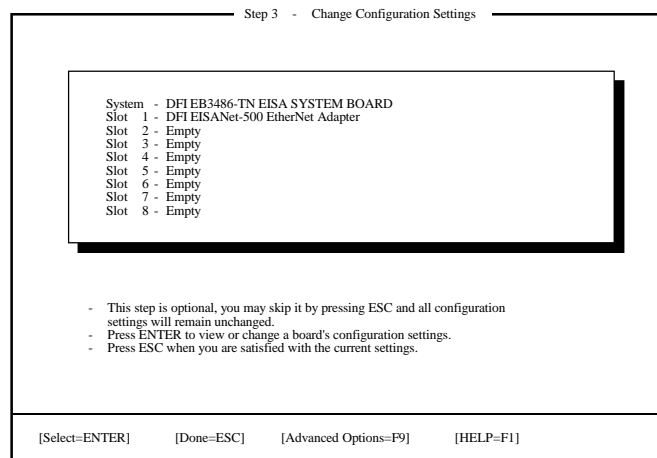 Step 3 - Change Configuration Settings
System - DFI EB3486-TN EISA SYSTEM BOARD
Slot 1 - DFI EISANet-500 EtherNet Adapter
Slot 2 - Empty
Slot 3 - Empty
Slot 4 - Empty
Slot 5 - Empty
Slot 6 - Empty
Slot 7 - Empty
Slot 8 - Empty
- This step is optional, you may skip it by pressing ESC and all configuration
settings will remain unchanged.
- Press ENTER to view or change a board's configuration settings.
- Press ESC when you are satisfied with the current settings.
[Select=ENTER] [Done=ESC] [Advanced Options=F9] [HELP=F1]